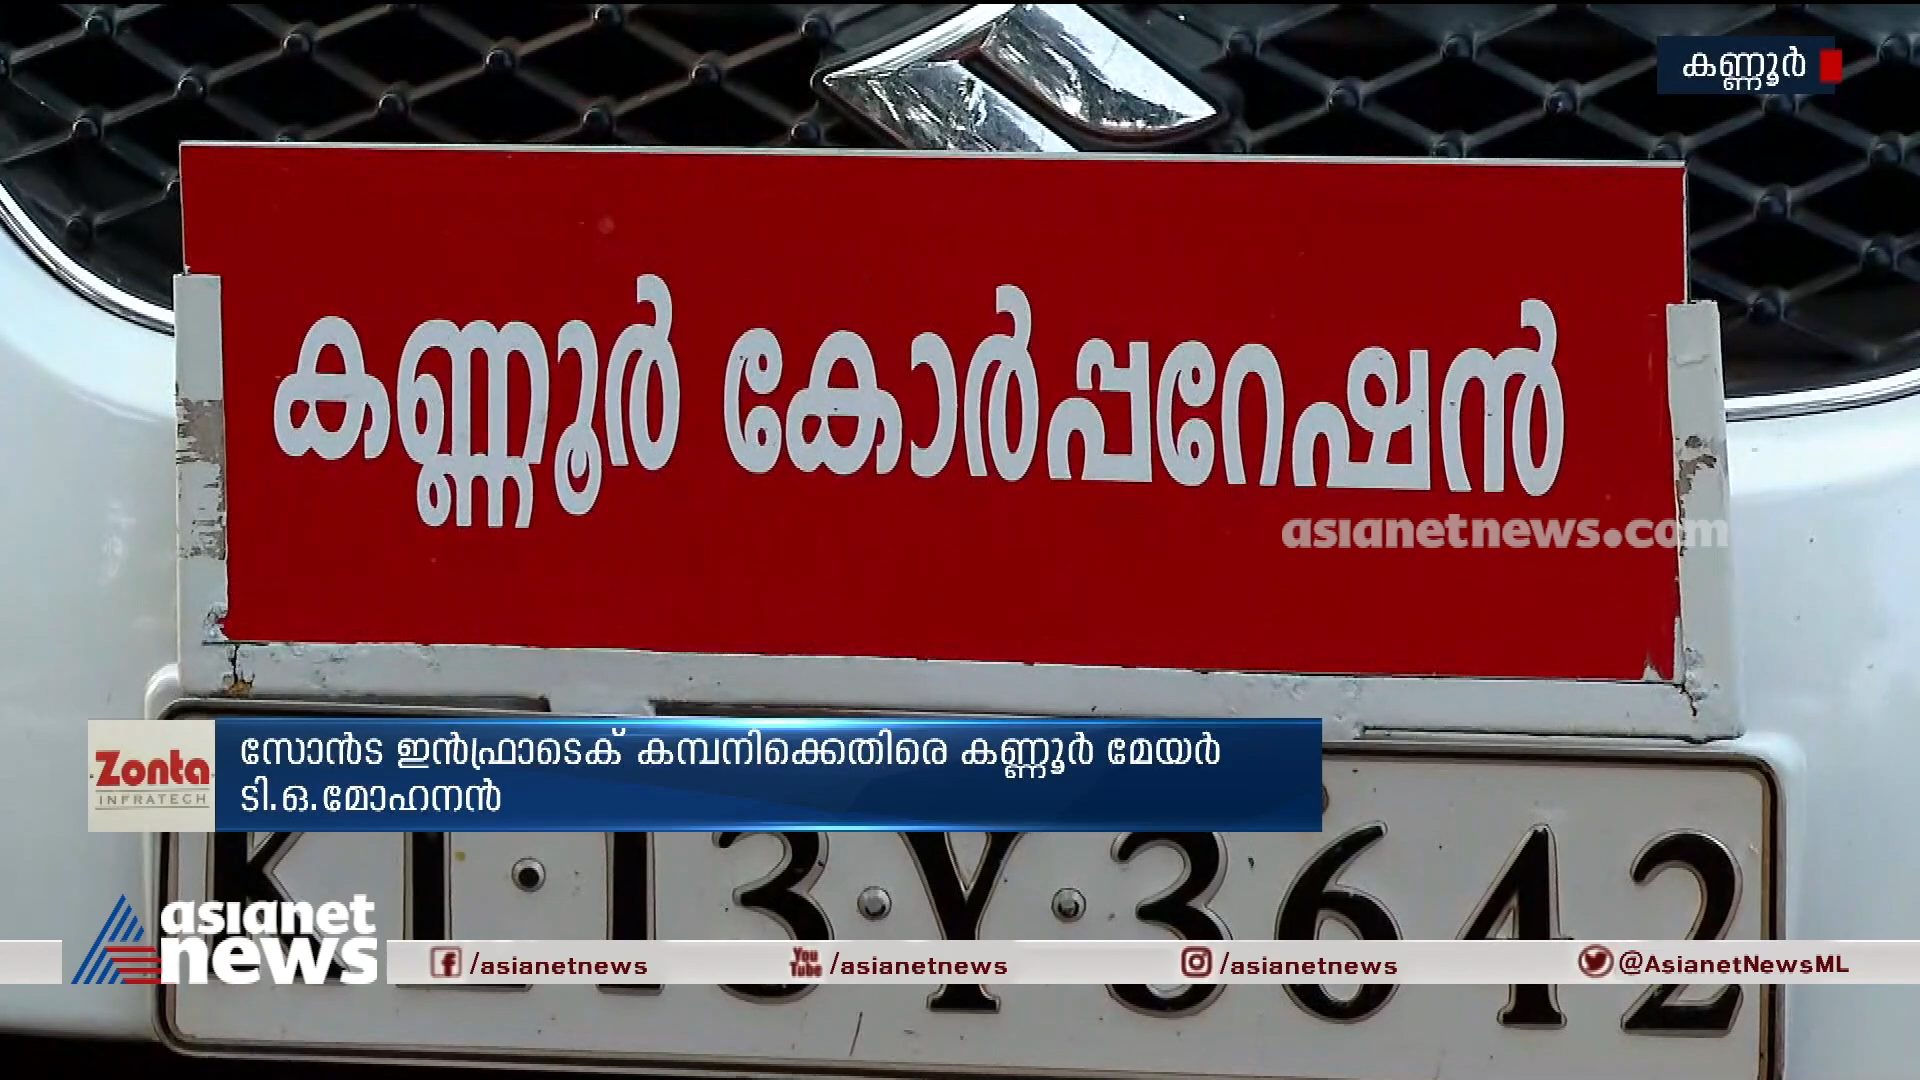 കണ്ണൂർ
കണ്ണൂർ കോർപ്പറേഷൻ
asianetnews.com
Zonta
INFRATECH
സോൻട ഇൻഫ്രാടെക് കമ്പനിക്കെതിരെ കണ്ണൂർ മേയർ
ടി.ഒ.മോഹനൻ
KL 13 Y 3642
asianet
news
/asianetnews
You
Tube
/asianetnews
/asianetnews
@AsianetNewsML